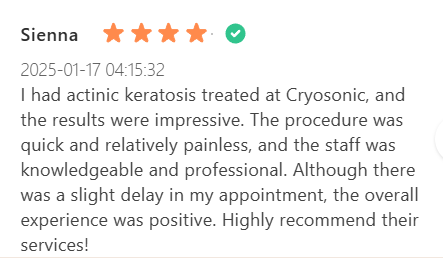 Sienna
2025-01-17 04:15:32
I had actinic keratosis treated at Cryosonic, and
the results were impressive. The procedure was
quick and relatively painless, and the staff was
knowledgeable and professional. Although there
was a slight delay in my appointment, the overall
experience was positive. Highly recommend their
services!